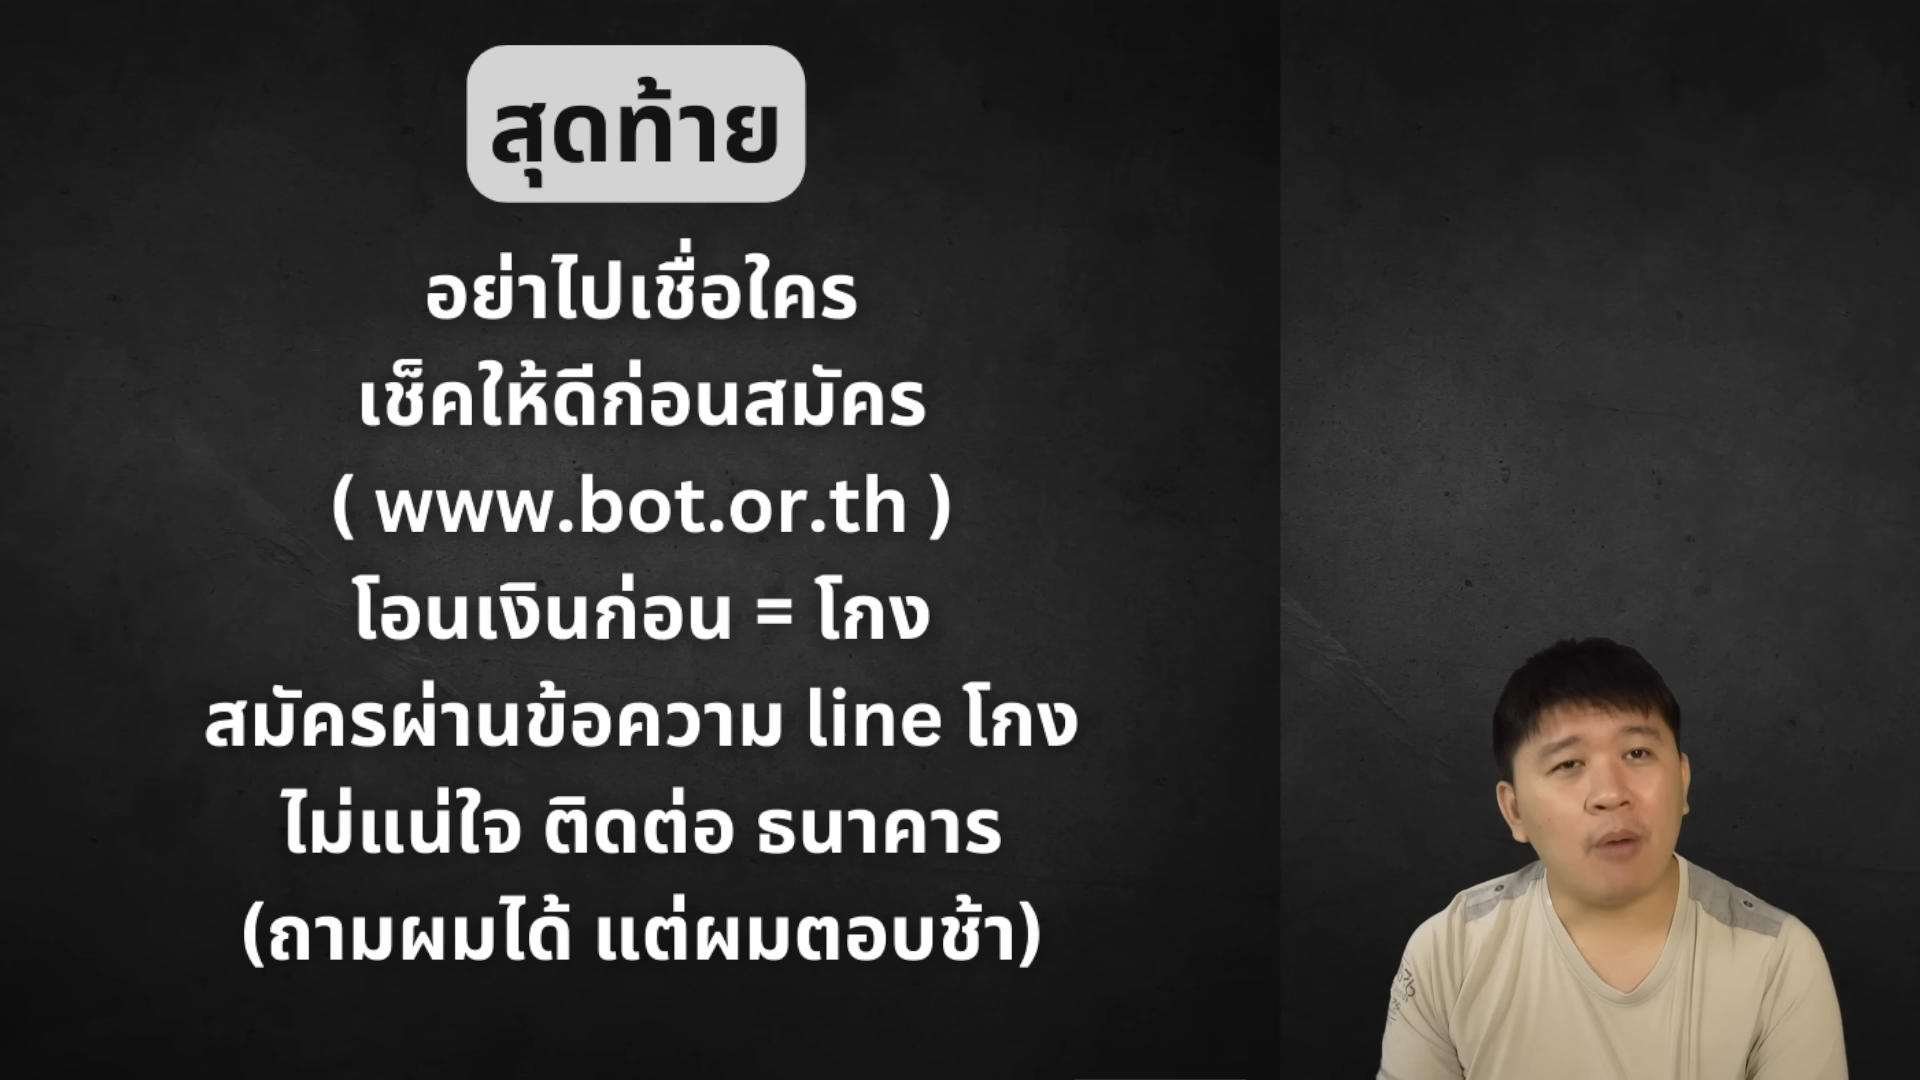 สุดท้าย
อย่าไปเชื่อใคร
เช็คให้ดีก่อนสมัคร
( www.bot.or.th )
โอนเงินก่อน = โกง
สมัครผ่านข้อความ line โกง
ไม่แน่ใจ ติดต่อ ธนาคาร
(ถามผมได้ แต่ผมตอบช้า)